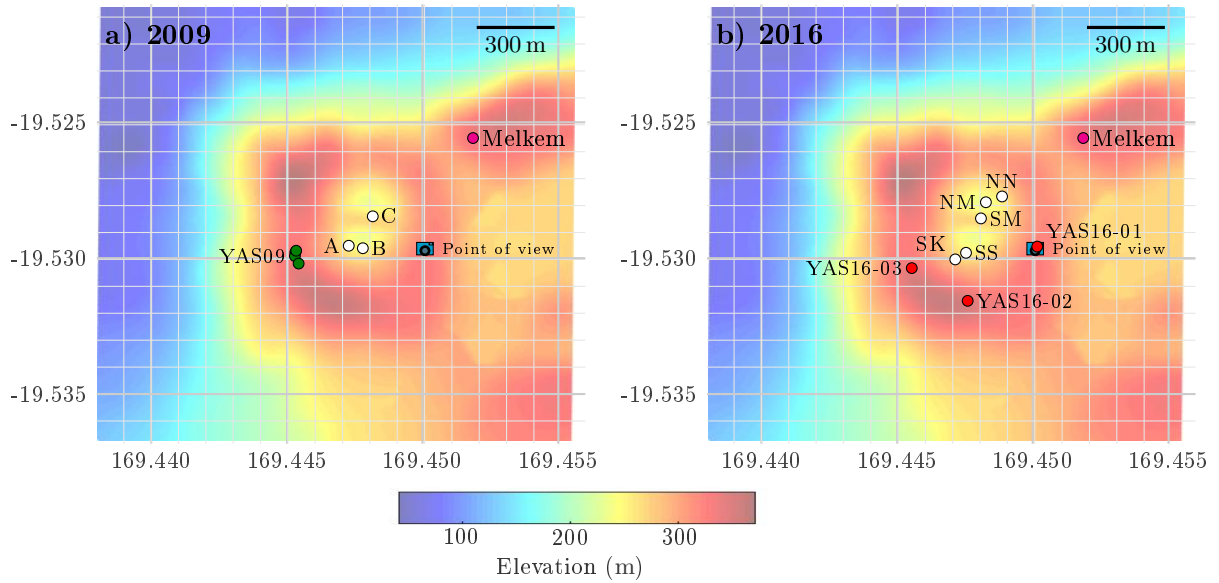 a) 2009
300 m
b) 2016
300 m
-19.525
Melkem
-19.525
Melkem
NN
NM
SM
C
A
B
YAS09
Point of view
SK
SS
YAS16-01
Point of view
-19.530
-19.530
YAS16-03
YAS16-02
-19.535
-19.535
169.440 169.445 169.450 169.455
169.440 169.445 169.450 169.455
100 200 300
Elevation (m)